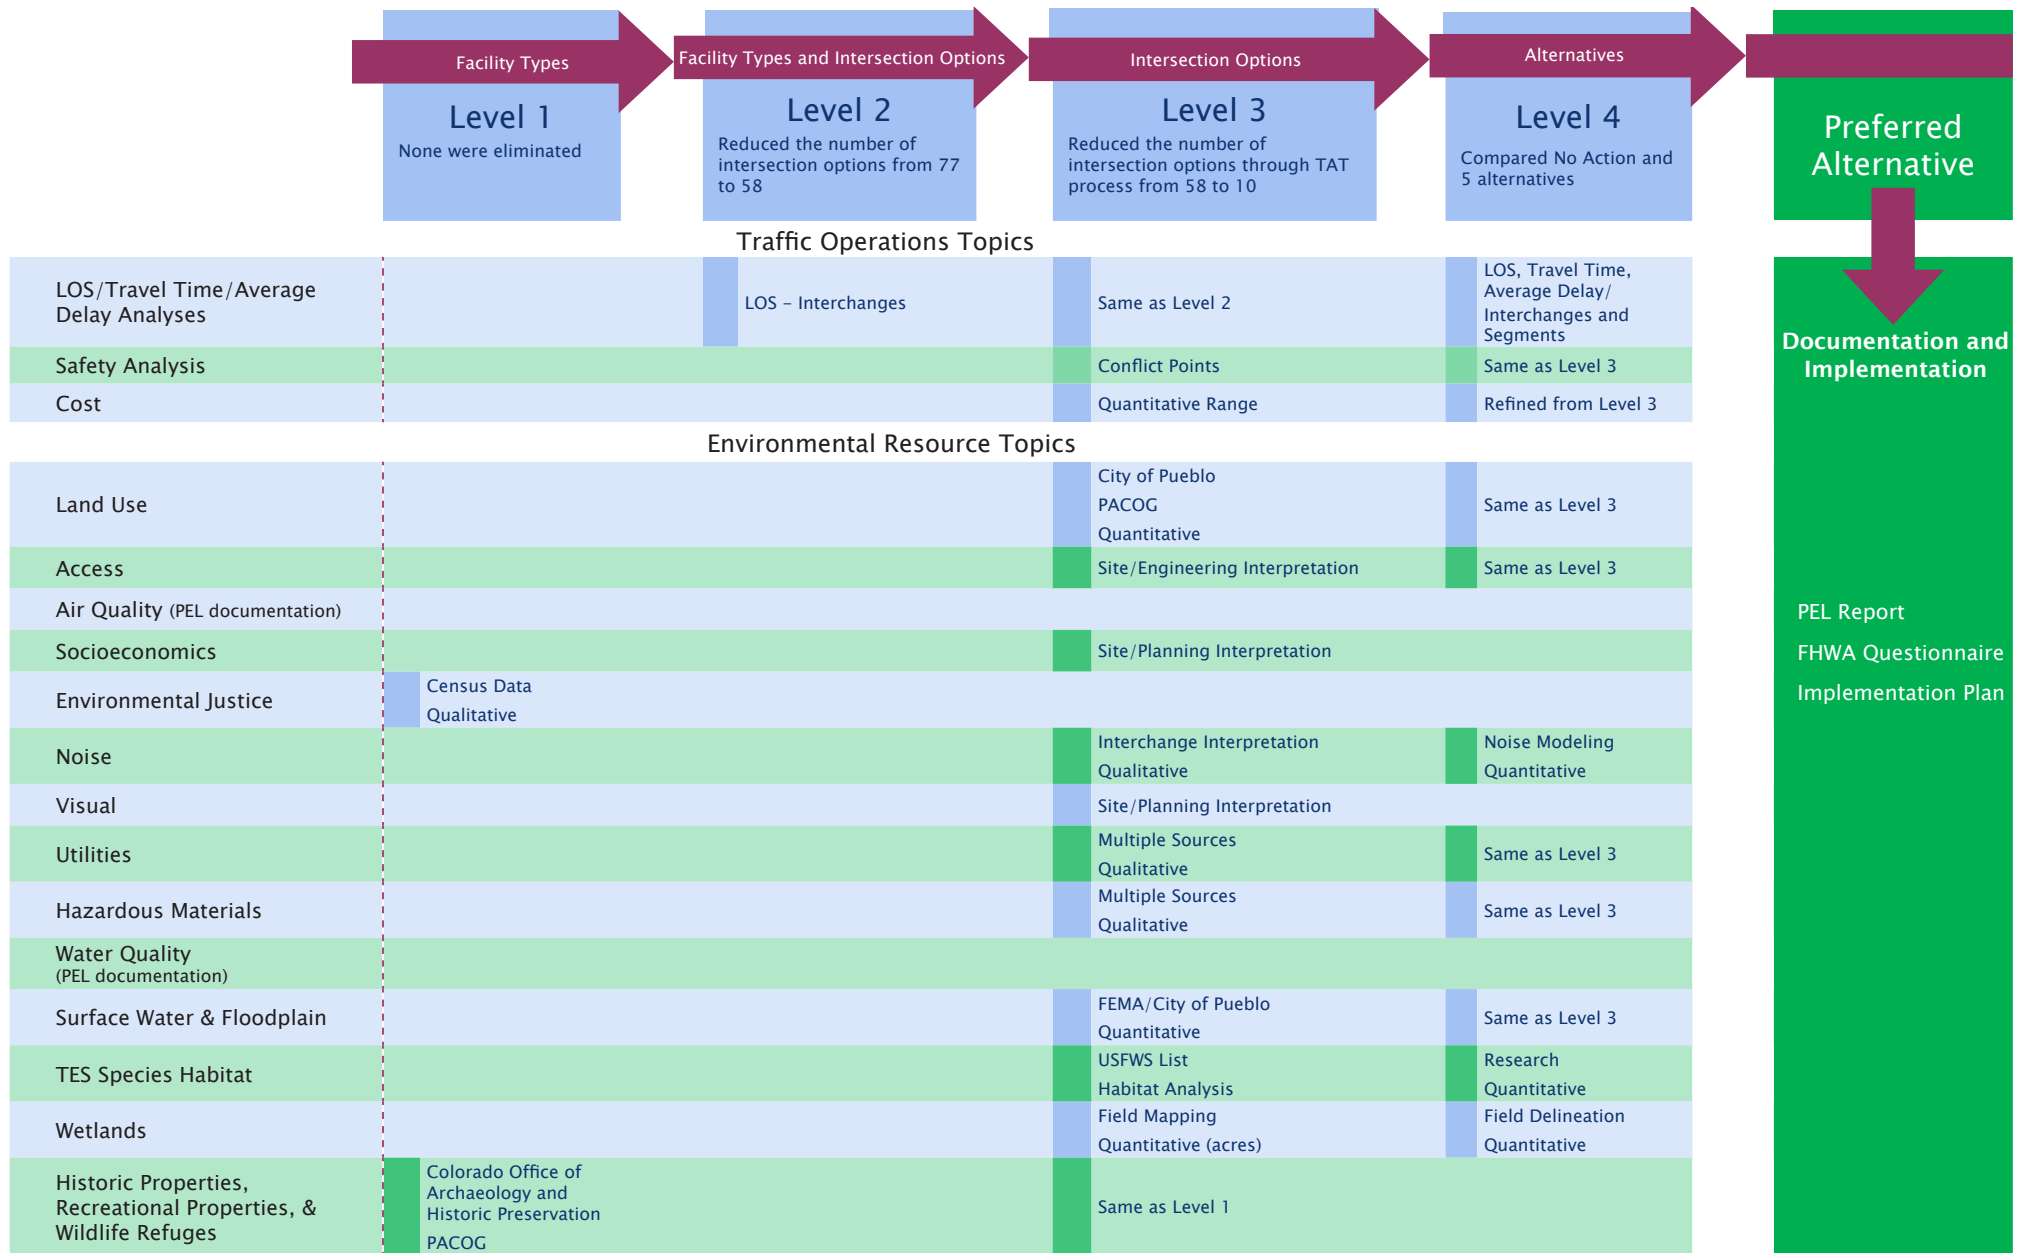 Facility Types
Facility Types and Intersection Options
Intersection Options
Alternatives
Level 1
None were eliminated
Level 2
Reduced the number of
intersection options from 77
to 58
Level 3
Reduced the number of
intersection options through TAT
process from 58 to 10
Level 4
Compared No Action and
5 alternatives
Preferred
Alternative
Traffic Operations Topics
LOS/Travel Time/Average
Delay Analyses
LOS – Interchanges
Same as Level 2
LOS, Travel Time,
Average Delay/
Interchanges and
Segments
Safety Analysis
Conflict Points
Same as Level 3
Cost
Quantitative Range
Refined from Level 3
Documentation and
Implementation
Environmental Resource Topics
Land Use
City of Pueblo
PACOG
Quantitative
Same as Level 3
Access
Site/Engineering Interpretation
Same as Level 3
Air Quality (PEL documentation)
Socioeconomics
Site/Planning Interpretation
Environmental Justice
Census Data
Qualitative
Noise
Interchange Interpretation
Qualitative
Noise Modeling
Quantitative
Visual
Site/Planning Interpretation
Utilities
Multiple Sources
Qualitative
Same as Level 3
Hazardous Materials
Multiple Sources
Qualitative
Same as Level 3
Water Quality
(PEL documentation)
Surface Water & Floodplain
FEMA/City of Pueblo
Quantitative
Same as Level 3
TES Species Habitat
USFWS List
Habitat Analysis
Research
Quantitative
Wetlands
Field Mapping
Quantitative (acres)
Field Delineation
Quantitative
Historic Properties,
Recreational Properties, &
Wildlife Refuges
Colorado Office of
Archaeology and
Historic Preservation
PACOG
Same as Level 1
PEL Report
FHWA Questionnaire
Implementation Plan